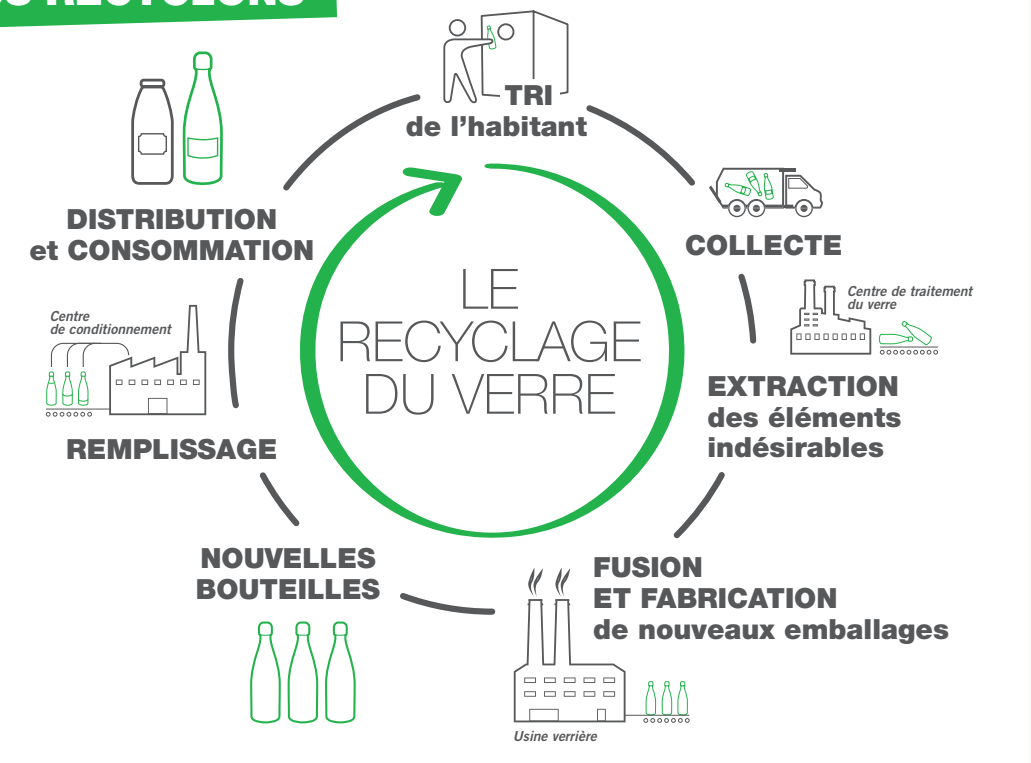 RECYCLONS
TRI
de l'habitant
COLLECTE
Centre de traitement
du verre
EXTRACTION
des éléments
indésirables
FUSION
ET FABRICATION
de nouveaux emballages
Usine verrière
NOUVELLES
BOUTEILLES
Centre
de conditionnement
REMPLISSAGE
DISTRIBUTION
et CONSOMMATION
LE
RECYCLAGE
DU VERRE